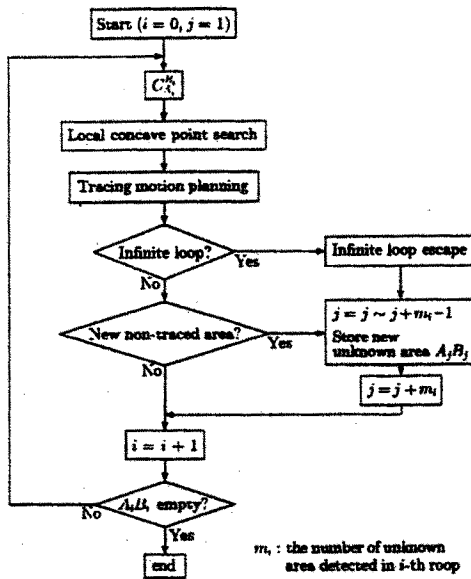 Start (i = 0, j = 1)
Local concave point search
Tracing motion planning
Infinite loop?
Yes
Infinite loop escape
No
j = j ~ j+m_i-1
New non-traced area?
Yes
Store new
unknown area A_jB_j
No
j = j+m_i
i = i + 1
A_iB_i empty?
No
Yes
end
m_i : the number of unknown
area detected in i-th roop